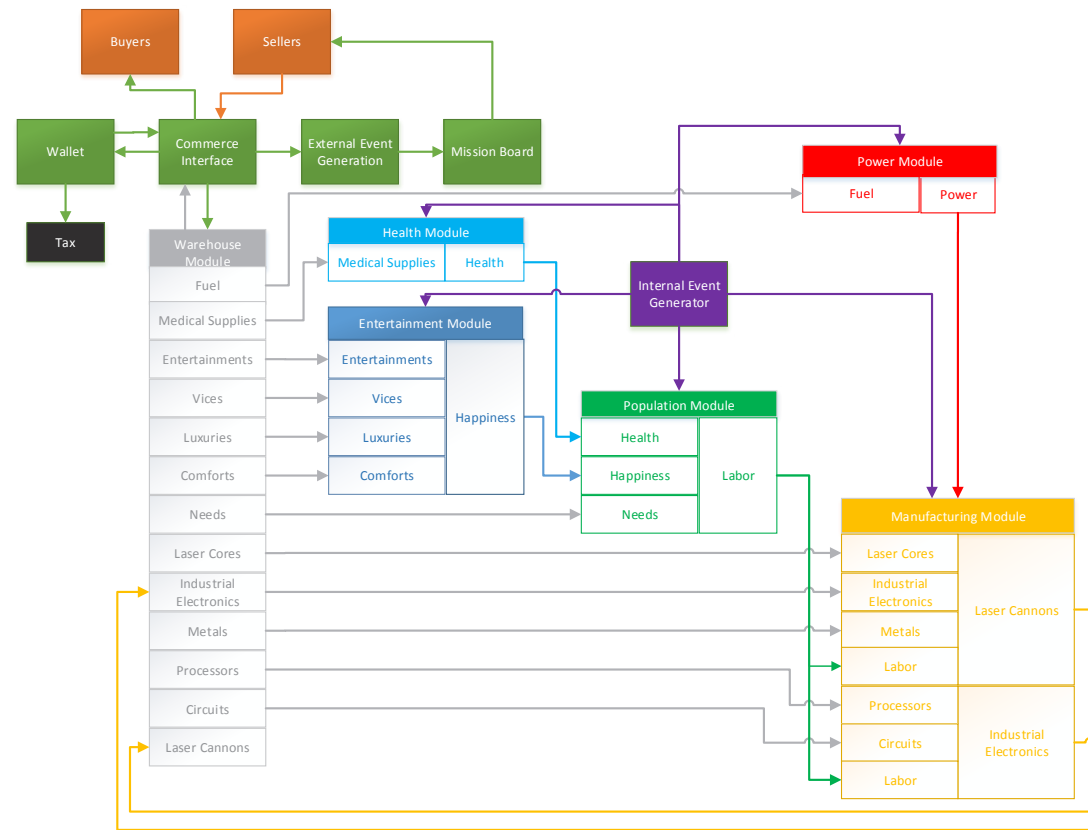 Buyers
Sellers
Wallet
Commerce
Interface
External Event
Generation
Mission Board
Tax
Power Module
Fuel
Power
Warehouse
Module
Fuel
Medical Supplies
Entertainments
Vices
Luxuries
Comforts
Needs
Laser Cores
Industrial
Electronics
Metals
Processors
Circuits
Laser Cannons
Health Module
Medical Supplies
Health
Internal Event
Generator
Entertainment Module
Entertainments
Vices
Luxuries
Comforts
Happiness
Population Module
Health
Happiness
Needs
Labor
Manufacturing Module
Laser Cores
Industrial
Electronics
Metals
Labor
Laser Cannons
Processors
Circuits
Labor
Industrial
Electronics